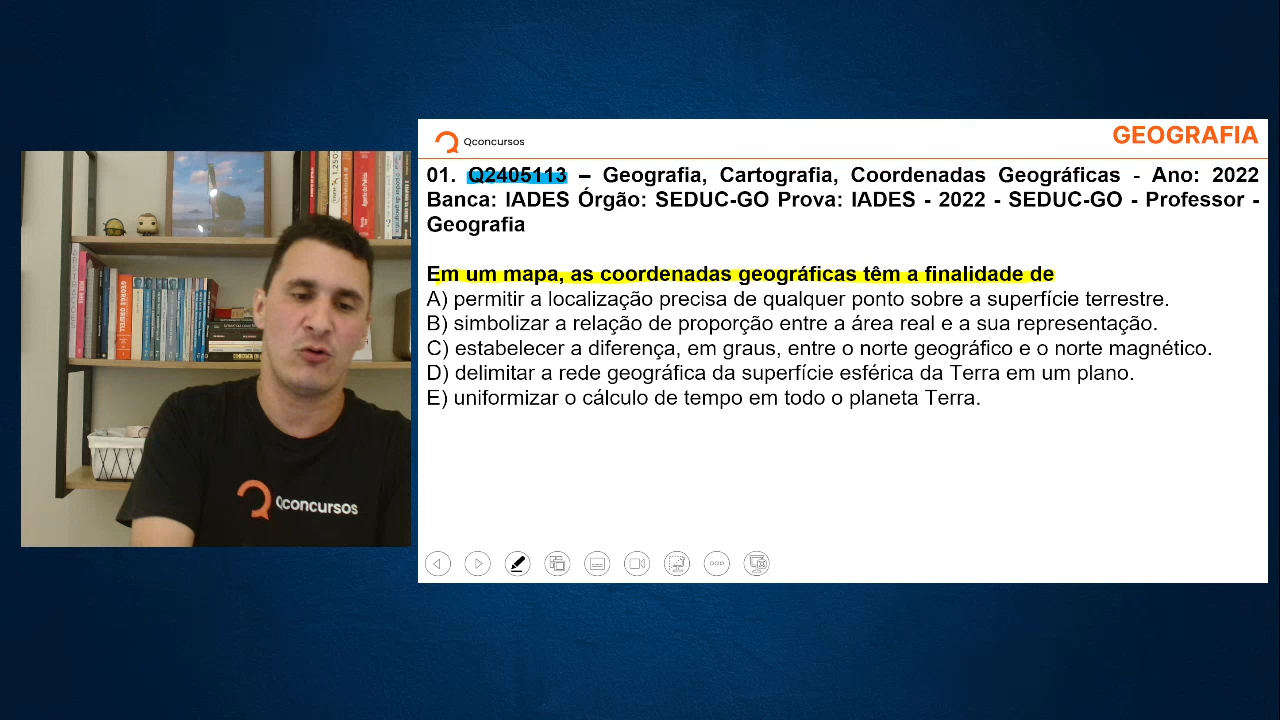 Qconcursos
GEOGRAFIA
01. Q2405113 – Geografia, Cartografia, Coordenadas Geográficas - Ano: 2022
Banca: IADES Órgão: SEDUC-GO Prova: IADES - 2022 - SEDUC-GO - Professor -
Geografia
Em um mapa, as coordenadas geográficas têm a finalidade de
A) permitir a localização precisa de qualquer ponto sobre a superfície terrestre.
B) simbolizar a relação de proporção entre a área real e a sua representação.
C) estabelecer a diferença, em graus, entre o norte geográfico e o norte magnético.
D) delimitar a rede geográfica da superfície esférica da Terra em um plano.
E) uniformizar o cálculo de tempo em todo o planeta Terra.
Qconcursos